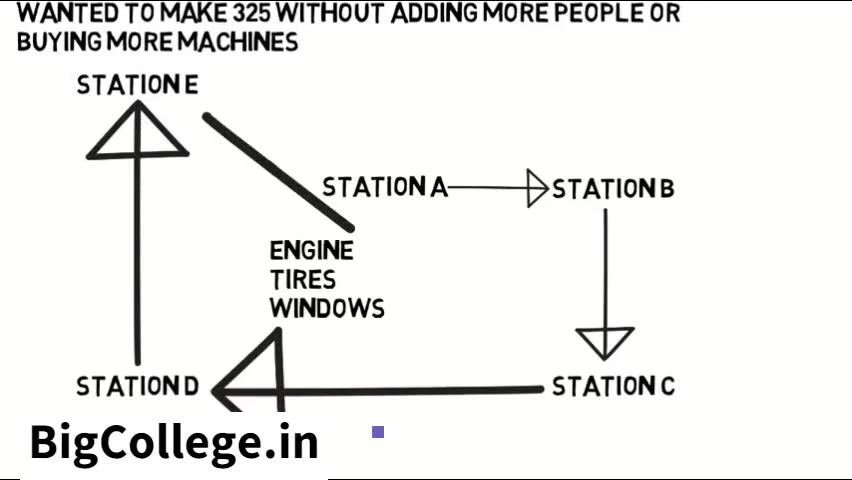 WANTED TO MAKE 325 WITHOUT ADDING MORE PEOPLE OR
BUYING MORE MACHINES
STATION E
STATION A
STATION B
ENGINE
TIRES
WINDOWS
STATION D
STATION C
BigCollege.in